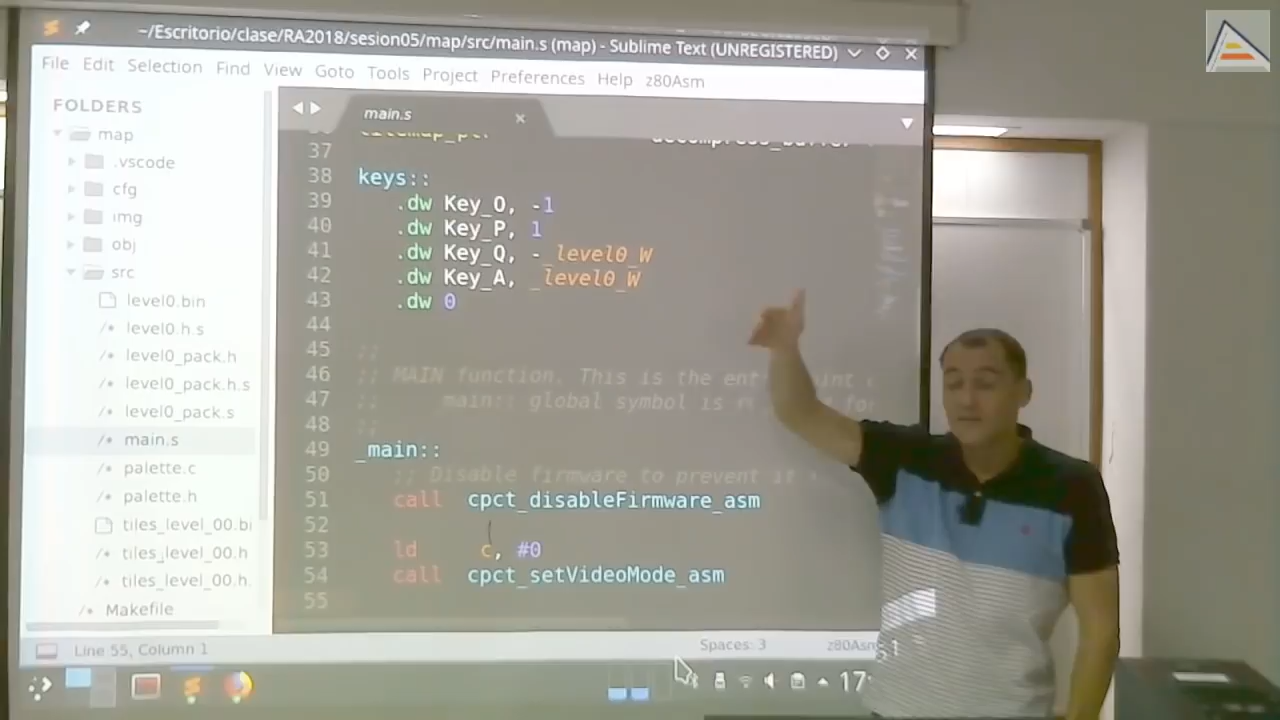 ~/Escritorio/clase/RA2018/sesion05/map/src/main.s (map) - Sublime Text (UNREGISTERED)
File Edit Selection Find View Goto Tools Project Preferences Help z80Asm
FOLDERS
map
.vscode
cfg
img
obj
src
level0.bin
level0.h.s
level0_pack.h
level0_pack.h.s
level0_pack.s
main.s
palette.c
palette.h
tiles_level_00.bi
tiles_level_00.h
tiles_level_00.h.
Makefile
main.s
37
38 keys::
39 .dw Key_O, -1
40 .dw Key_P, 1
41 .dw Key_Q, -_level0_W
42 .dw Key_A, _level0_W
43 .dw 0
44
45 ;;
46 ;; MAIN function. This is the
47 ;; main:: global symbol is
48 ;;
49 _main::
50 ;; Disable firmware to prevent it
51 call cpct_disableFirmware_asm
52
53 ld c, #0
54 call cpct_setVideoMode_asm
55
Line 55, Column 1 Spaces: 3 z80Asm
17
51